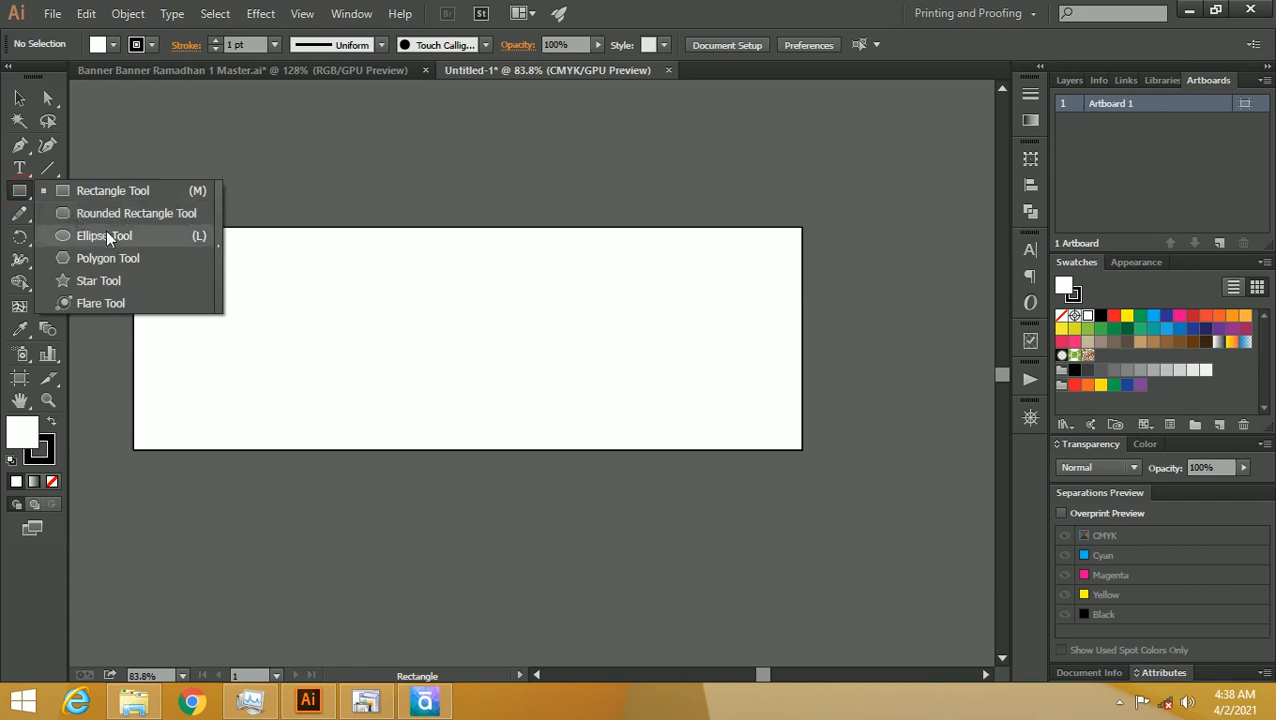 Ai File Edit Object Type Select Effect View Window Help Br St Printing and Proofing
No Selection Stroke: 1 pt Uniform Touch Callig... Opacity: 100% Style: Document Setup Preferences
Banner Banner Ramadhan 1 Master.ai* @ 128% (RGB/GPU Preview) × Untitled-1* @ 83.8% (CMYK/GPU Preview) ×
Layers Info Links Libraries Artboards
1 Artboard 1
Rectangle Tool (M)
Rounded Rectangle Tool
Ellipse Tool (L)
Polygon Tool
Star Tool
Flare Tool
1 Artboard
Swatches Appearance
Transparency Color
Normal Opacity: 100%
Separations Preview
Overprint Preview
CMYK
Cyan
Magenta
Yellow
Black
Show Used Spot Colors Only
Document Info Attributes
83.8% 1 Rectangle
Ai
4:38 AM
4/2/2021